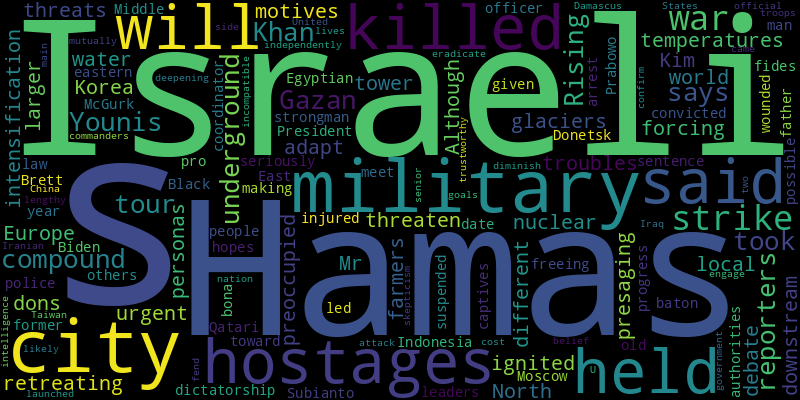 threats
Middle
will
motives
Khan
killed
officer
war
Damascus
States
official
troops
man
temperatures
Israeli
larger
water
eastern
Korea
McGurk
Younis
commanders
mutually
deepening
side
United
lives
independently
incompatible
coordinator
underground
Egyptian
tower
Gazan
strongman
President
adapt
eradicate
Although
given
Rising
arrest
Prabowo
glaciers
Donetsk
forcing
Kim
world
says
convicted
confirm
came
wounded
fides
father
possible
intensification
main
law
Brett
China
lengthy
year
pro
Black
seriously
East
making
meet
military
trustworthy
senior
goals
diminish
troubles
sentence
said
two
S
Hamas
tour
personas
people
hopes
injured
threaten
date
nuclear
strike
took
Europe
Biden
compound
others
Iranian
police
dons
former
Taiwan
urgent
nation
bona
Qatari
toward
preoccupied
Mr
led
farmers
skepticism
suspended
captives
different
Iraq
freeing
presaging
progress
local
engage
baton
reporters
downstream
intelligence
likely
city
retreating
launched
fend
dictatorship
hostages
Subianto
attack
Indonesia
cost
leaders
North
ignited
Moscow
belief
U
held
old
government
authorities
debate